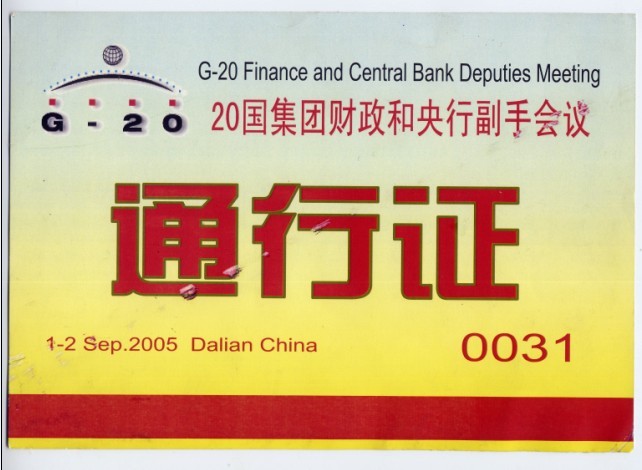 G-20 Finance and Central Bank Deputies Meeting
G-20
20国集团财政和央行副手会议
通行证
1-2 Sep.2005 Dalian China
0031